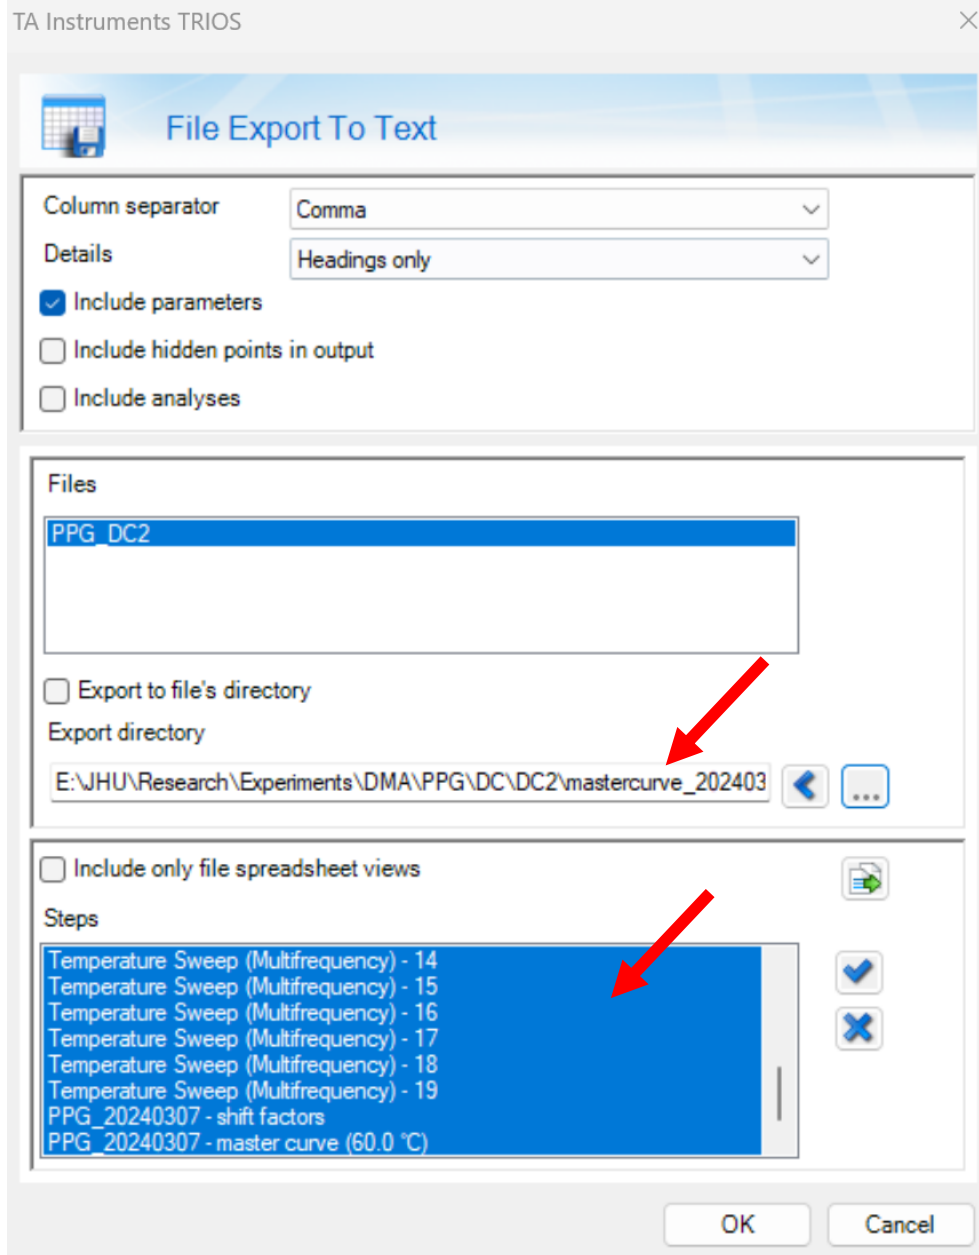 TA Instruments TRIOS
File Export To Text
Column separator
Comma
Details
Headings only
Include parameters
Include hidden points in output
Include analyses
Files
PPG_DC2
Export to file's directory
Export directory
E:\JHU\Research\Experiments\DMA\PPG\DC\DC2\mastercurve_202403
...
Include only file spreadsheet views
Steps
Temperature Sweep (Multifrequency) - 14
Temperature Sweep (Multifrequency) - 15
Temperature Sweep (Multifrequency) - 16
Temperature Sweep (Multifrequency) - 17
Temperature Sweep (Multifrequency) - 18
Temperature Sweep (Multifrequency) - 19
PPG_20240307 - shift factors
PPG_20240307 - master curve (60.0 °C)
OK
Cancel